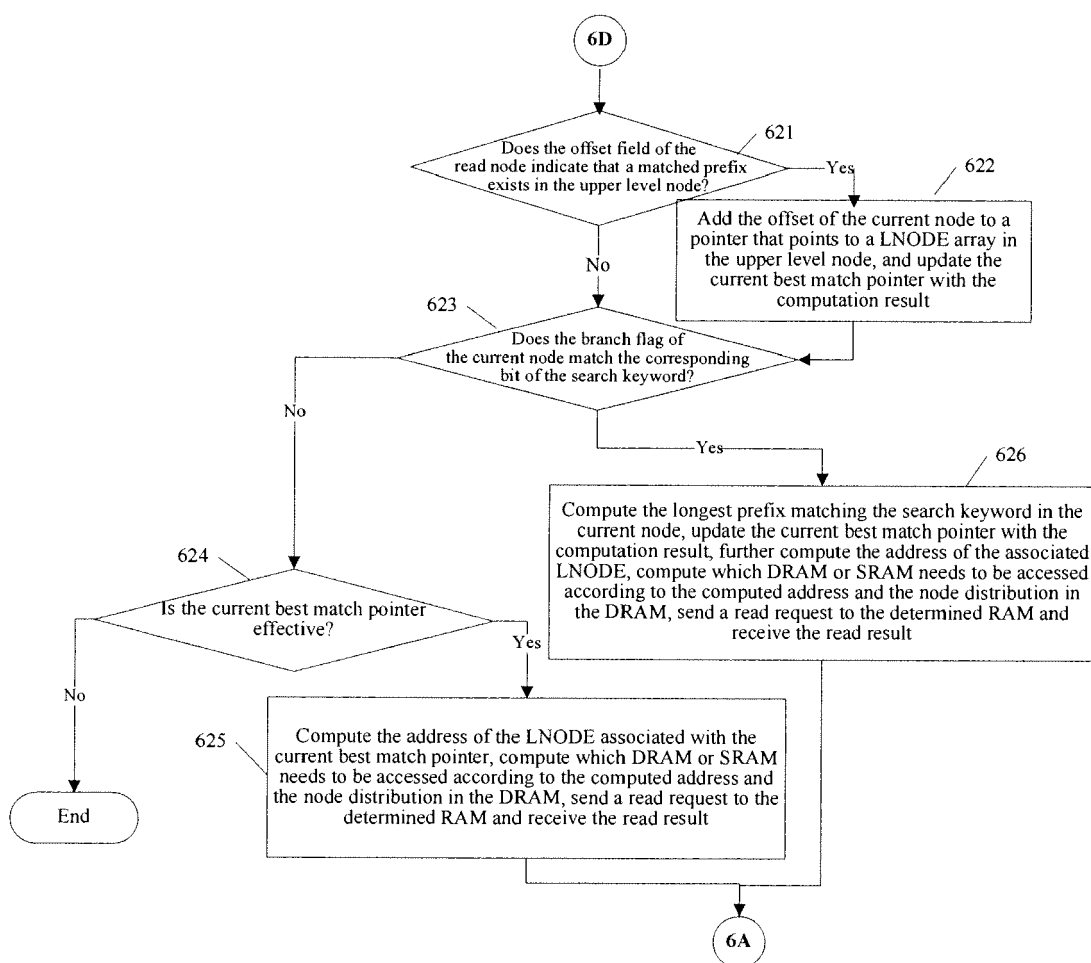 6D
621
Does the offset field of the
read node indicate that a matched prefix
exists in the upper level node?
Yes
622
Add the offset of the current node to a
pointer that points to a LNODE array in
the upper level node, and update the
current best match pointer with the
computation result
No
623
Does the branch flag of
the current node match the corresponding
bit of the search keyword?
No
Yes
626
Compute the longest prefix matching the search keyword in the
current node, update the current best match pointer with the
computation result, further compute the address of the associated
LNODE, compute which DRAM or SRAM needs to be accessed
according to the computed address and the node distribution in
the DRAM, send a read request to the determined RAM and
receive the read result
624
Is the current best match pointer
effective?
Yes
No
625
Compute the address of the LNODE associated with the
current best match pointer, compute which DRAM or SRAM
needs to be accessed according to the computed address and
the node distribution in the DRAM, send a read request to the
determined RAM and receive the read result
End
6A